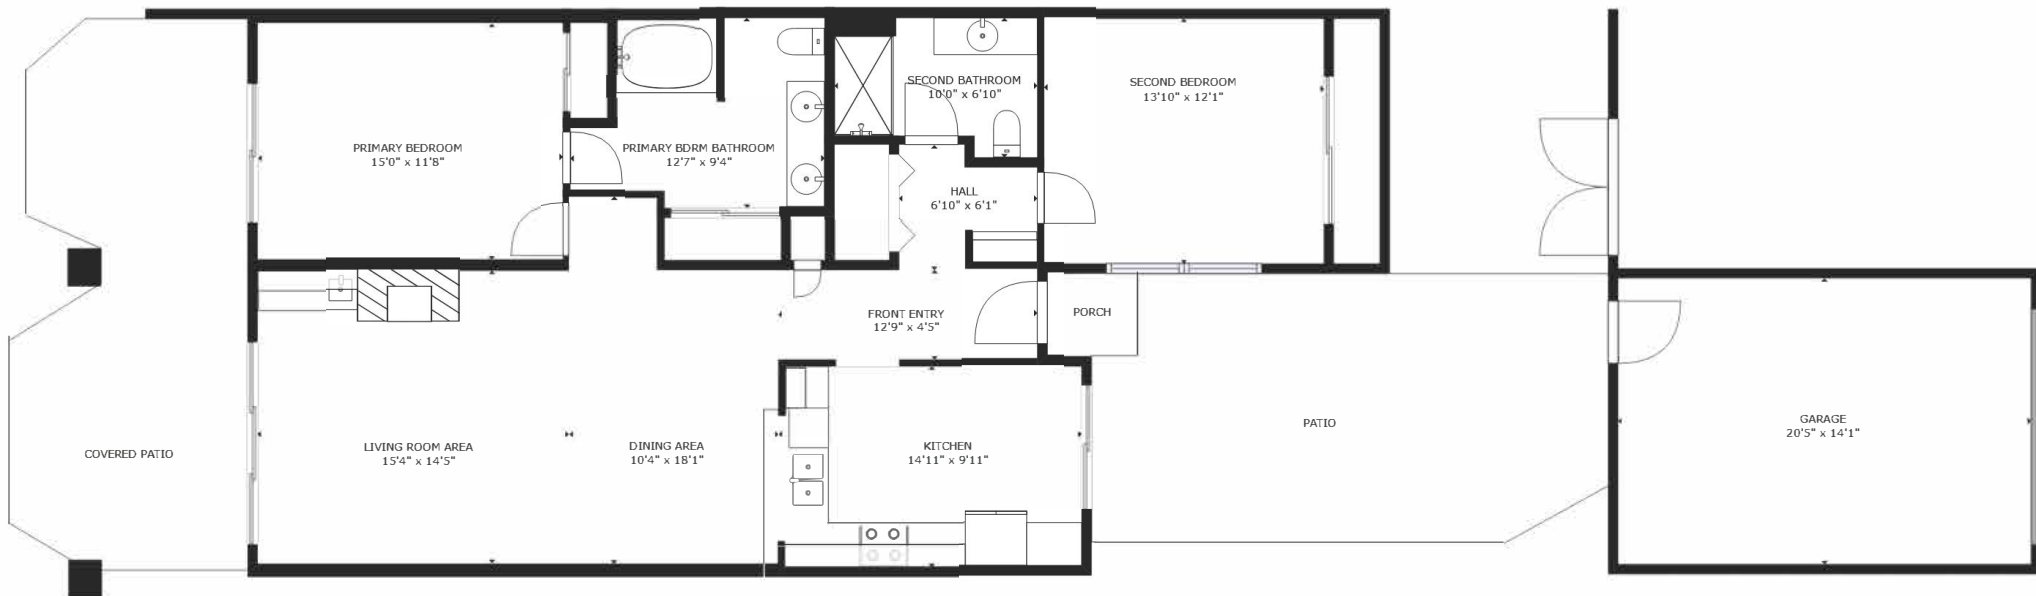 PRIMARY BEDROOM
15'0" x 11'8"
PRIMARY BDRM BATHROOM
12'7" x 9'4"
SECOND BATHROOM
10'0" x 6'10"
SECOND BEDROOM
13'10" x 12'1"
HALL
6'10" x 6'1"
FRONT ENTRY
12'9" x 4'5"
PORCH
COVERED PATIO
LIVING ROOM AREA
15'4" x 14'5"
DINING AREA
10'4" x 18'1"
KITCHEN
14'11" x 9'11"
PATIO
GARAGE
20'5" x 14'1"